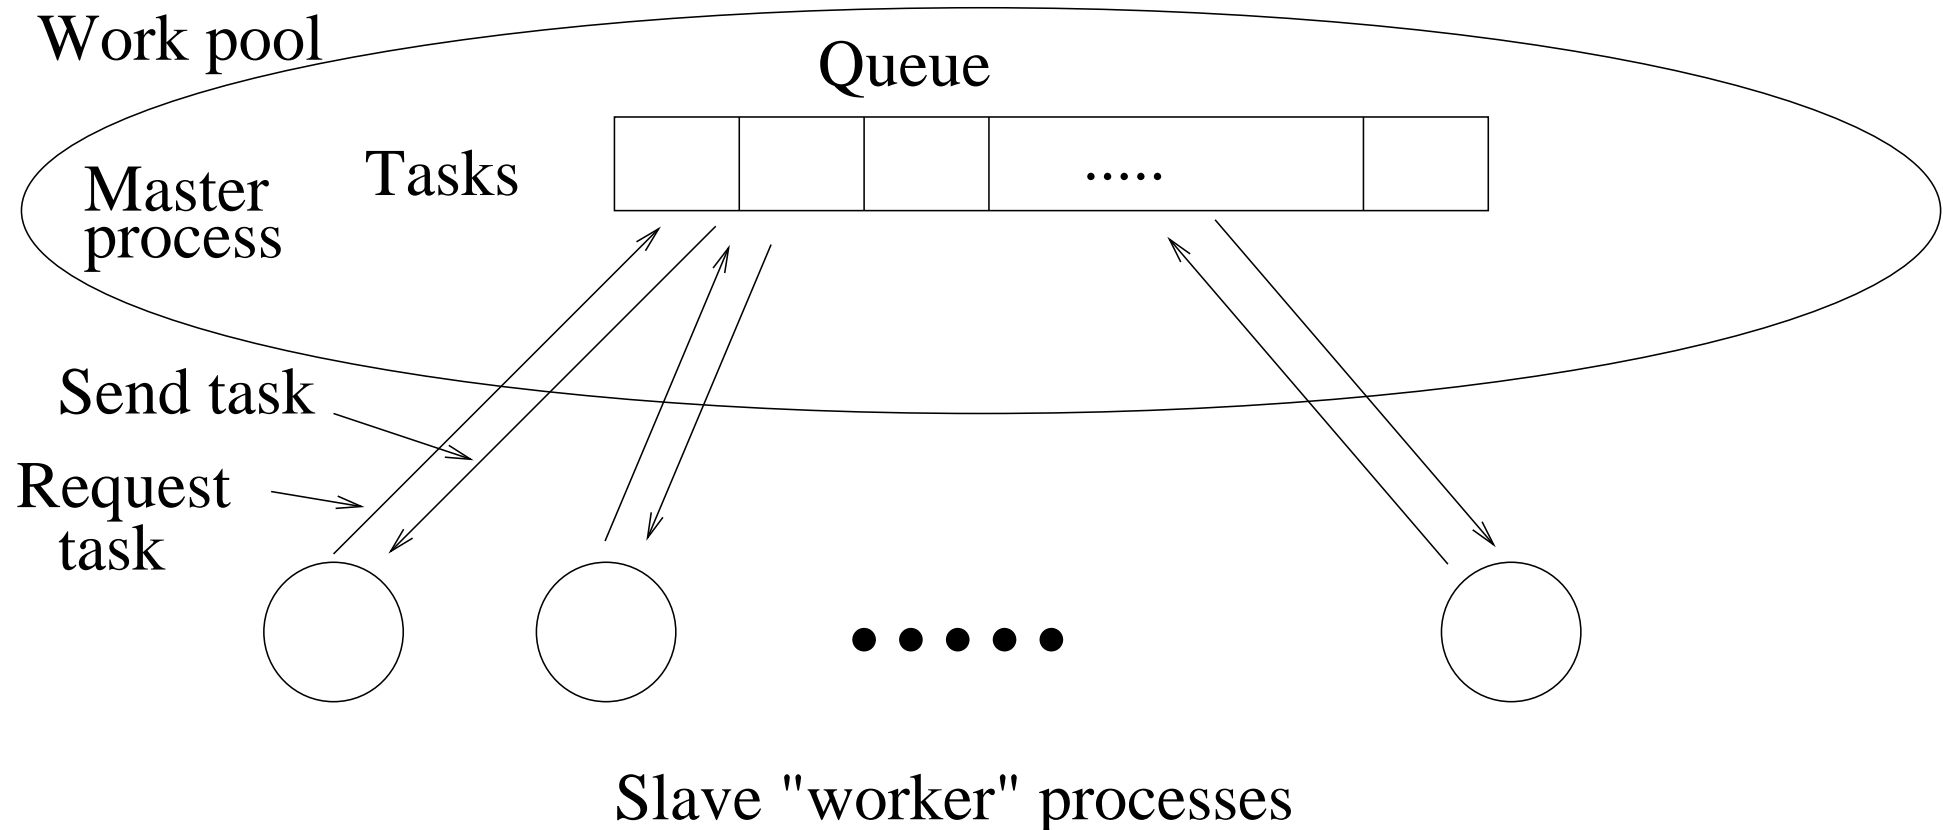 Work pool
Queue
Tasks
.....
Master
process
Send task
Request
task
Slave "worker" processes